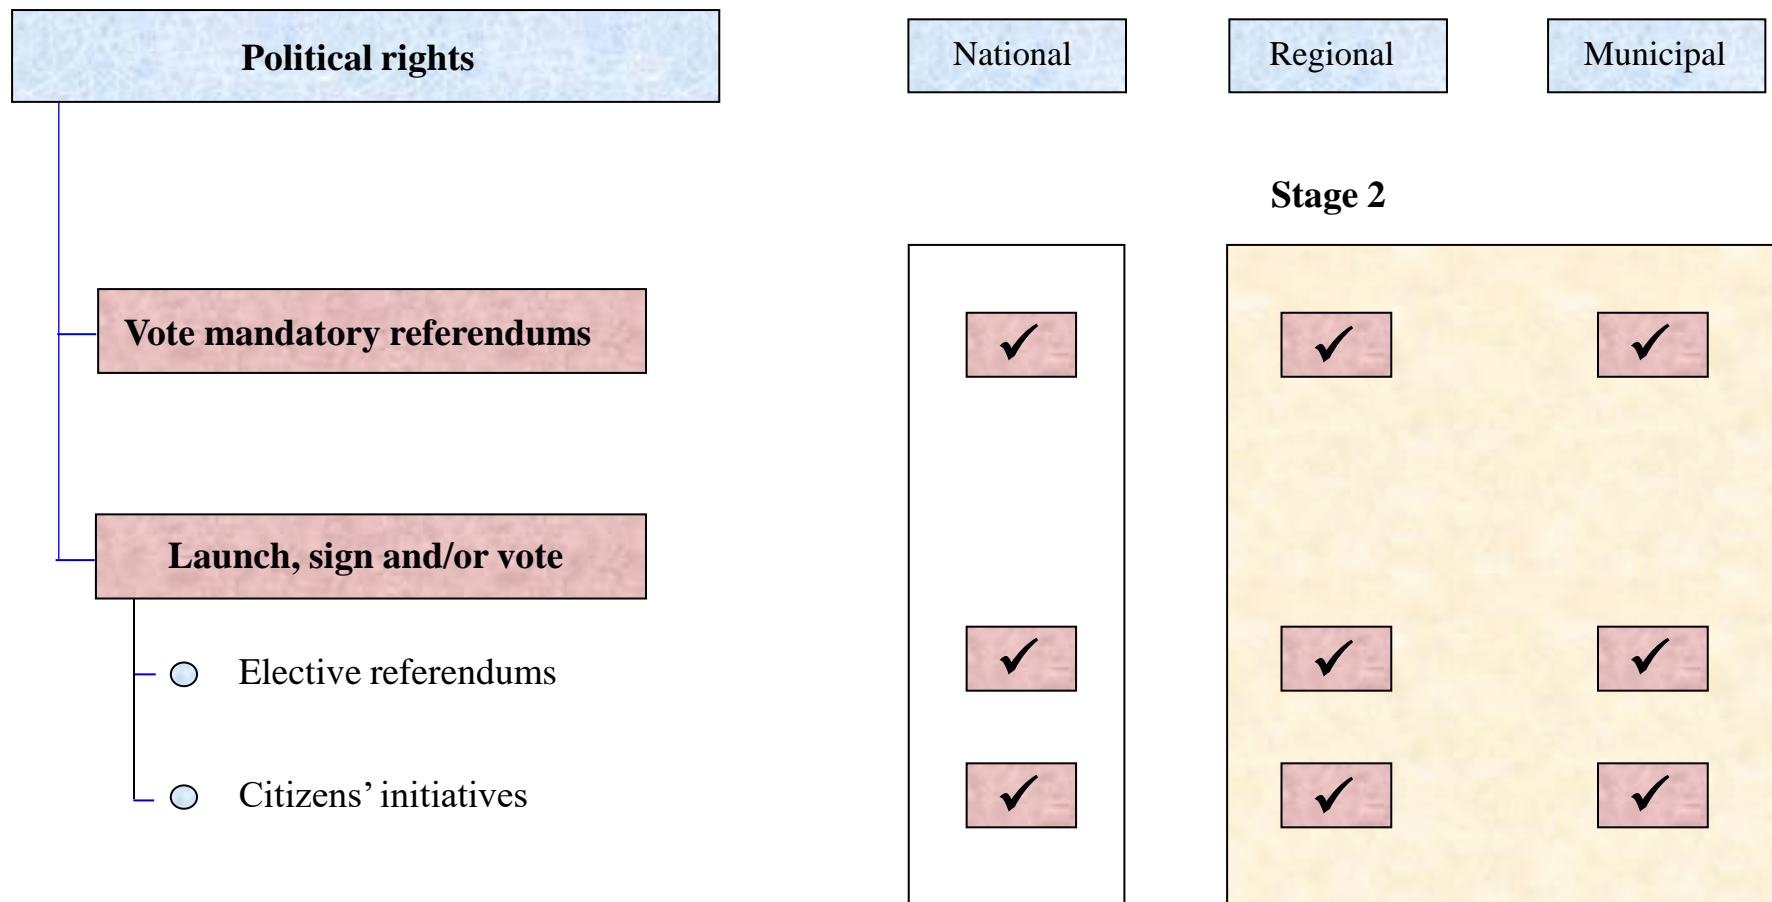 Political rights
National
Regional
Municipal
Stage 2
Vote mandatory referendums
✓ ✓ ✓
Launch, sign and/or vote
Elective referendums
✓ ✓ ✓
Citizens’ initiatives
✓ ✓ ✓